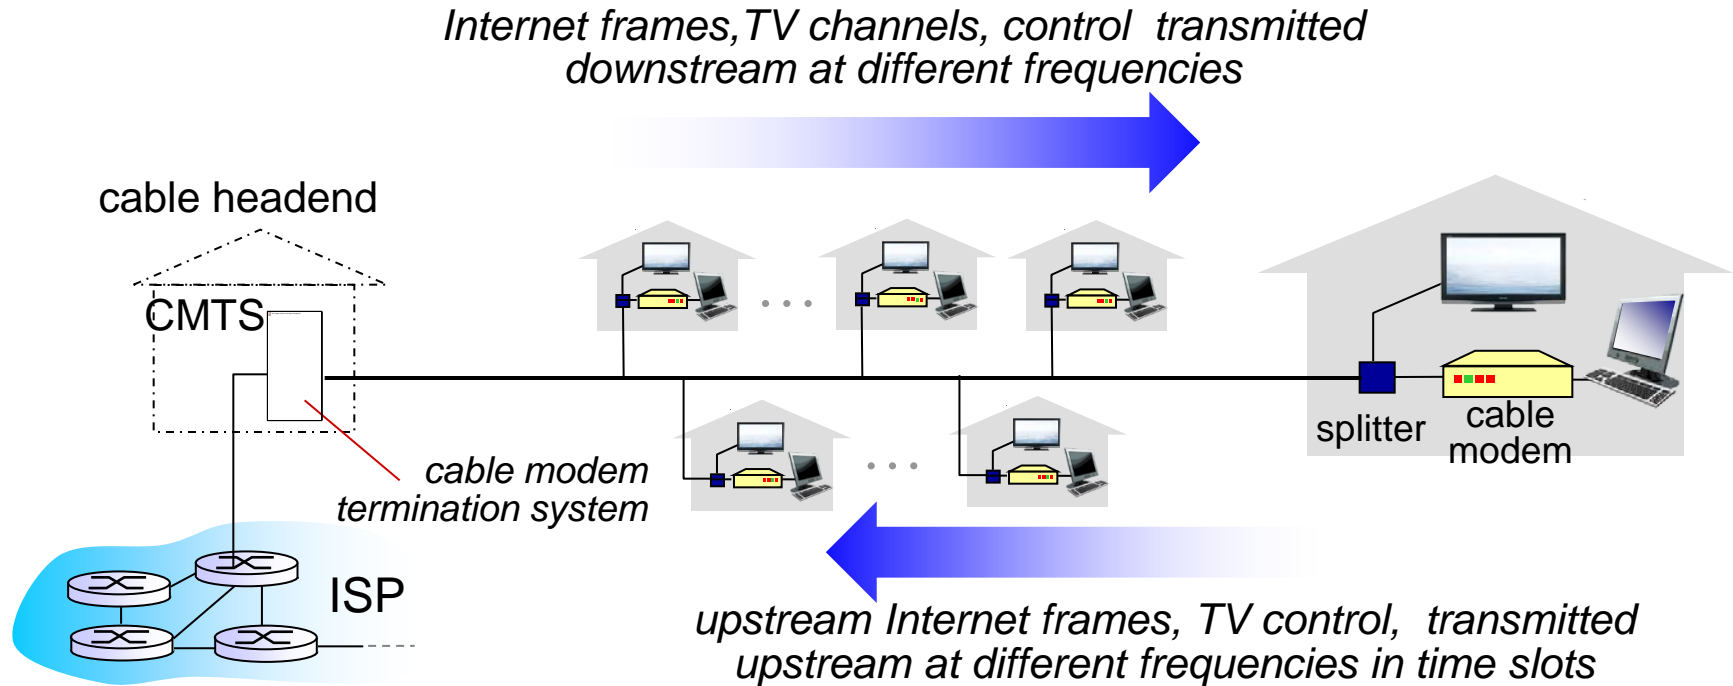 Internet frames,TV channels, control  transmitted
downstream at different frequencies
cable headend
CMTS
splitter
cable
modem
cable modem
termination system
ISP
upstream Internet frames, TV control,  transmitted
upstream at different frequencies in time slots